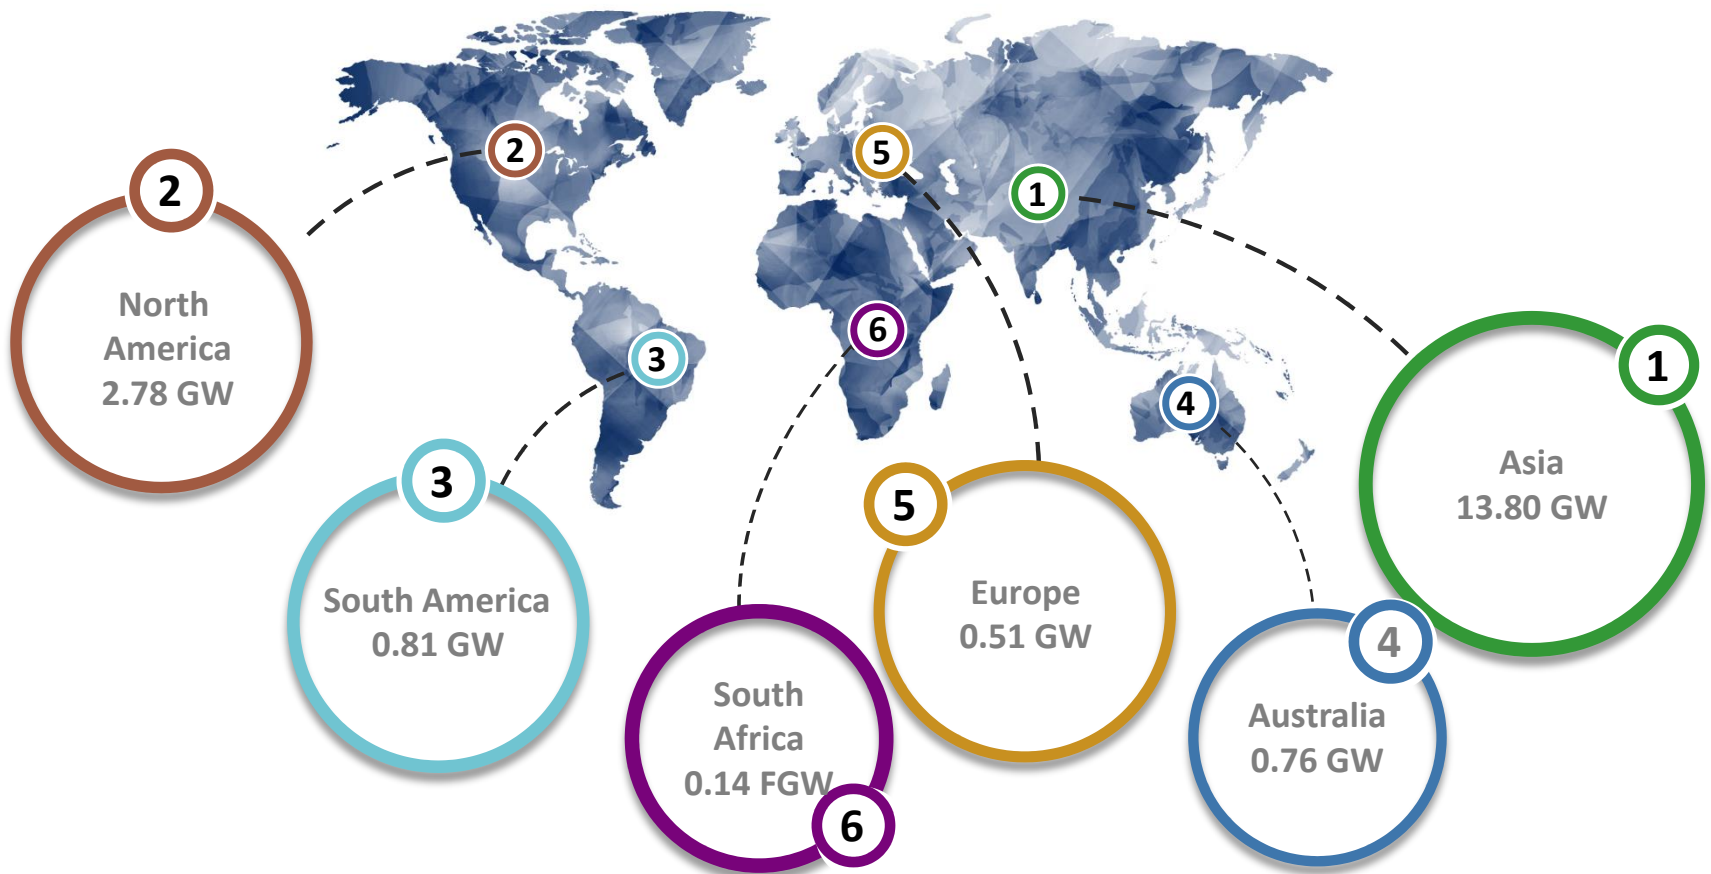 2
5
1
2
North
America
2.78 GW
6
3
4
1
Asia
13.80 GW
3
South America
0.81 GW
5
Europe
0.51 GW
4
Australia
0.76 GW
South
Africa
0.14 FGW
6